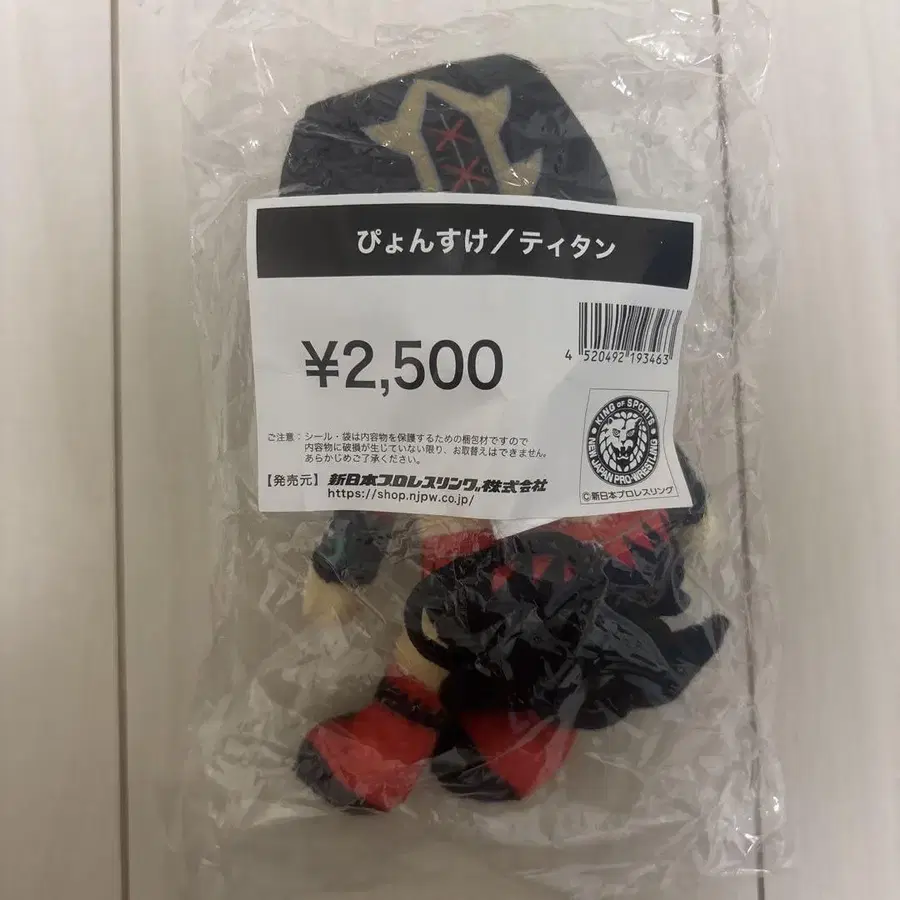 ぴょんすけ／ティタン
¥2,500
4 520492 193463
ご注意：シール・袋は内容物を保護するための梱包材ですので
内容物に破損が生じていない限り、お取替えはできません。
あらかじめご了承ください。
KING OF SPORTS
NEW JAPAN PRO-WRESTLING
©新日本プロレスリング
【発売元】新日本プロレスリング株式会社
https://shop.njpw.co.jp/